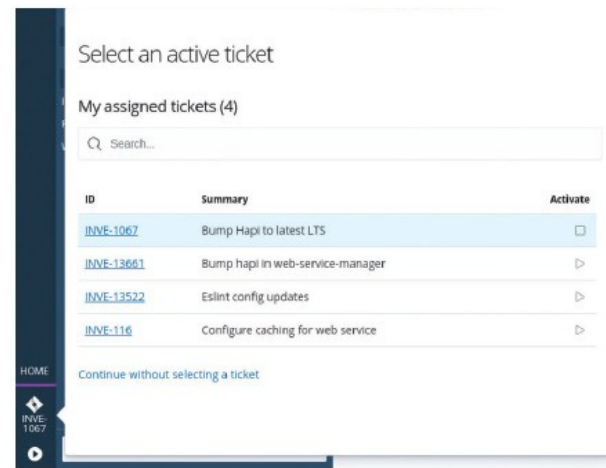 Select an active ticket
My assigned tickets (4)
Search...
ID Summary Activate
INVE-1067 Bump Hapi to latest LTS
INVE-13661 Bump hapi in web-service-manager
INVE-13522 Eslint config updates
INVE-116 Configure caching for web service
Continue without selecting a ticket
HOME
INVE-
1067